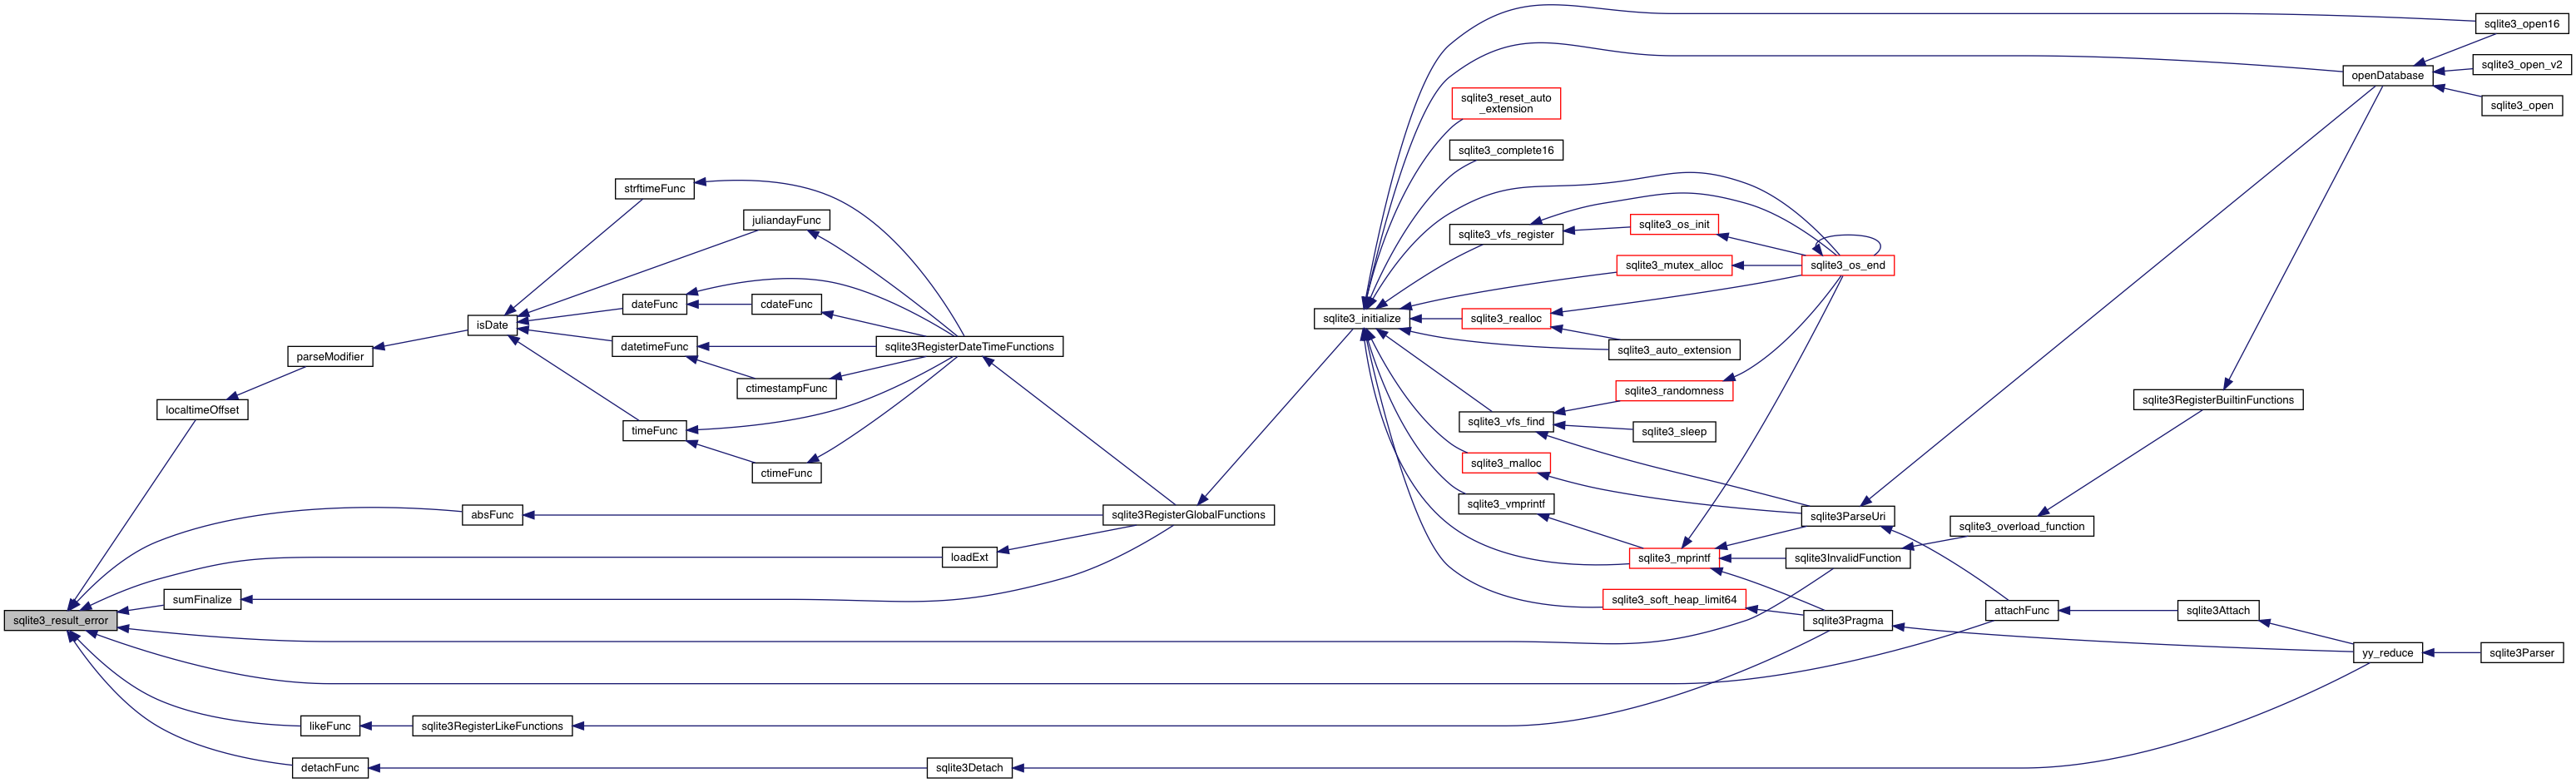 sqlite3_result_error
localtimeOffset
parseModifier
isDate
strftimeFunc
juliandayFunc
dateFunc
cdateFunc
datetimeFunc
ctimestampFunc
timeFunc
ctimeFunc
sqlite3RegisterDateTimeFunctions
absFunc
loadExt
sumFinalize
sqlite3RegisterGlobalFunctions
likeFunc
sqlite3RegisterLikeFunctions
detachFunc
sqlite3Detach
sqlite3_initialize
sqlite3_reset_auto
_extension
sqlite3_complete16
sqlite3_vfs_register
sqlite3_os_init
sqlite3_mutex_alloc
sqlite3_os_end
sqlite3_realloc
sqlite3_auto_extension
sqlite3_randomness
sqlite3_vfs_find
sqlite3_sleep
sqlite3_malloc
sqlite3_vmprintf
sqlite3_mprintf
sqlite3_soft_heap_limit64
sqlite3ParseUri
sqlite3InvalidFunction
sqlite3Pragma
sqlite3_overload_function
attachFunc
sqlite3RegisterBuiltinFunctions
sqlite3Attach
openDatabase
yy_reduce
sqlite3_open16
sqlite3_open_v2
sqlite3_open
sqlite3Parser